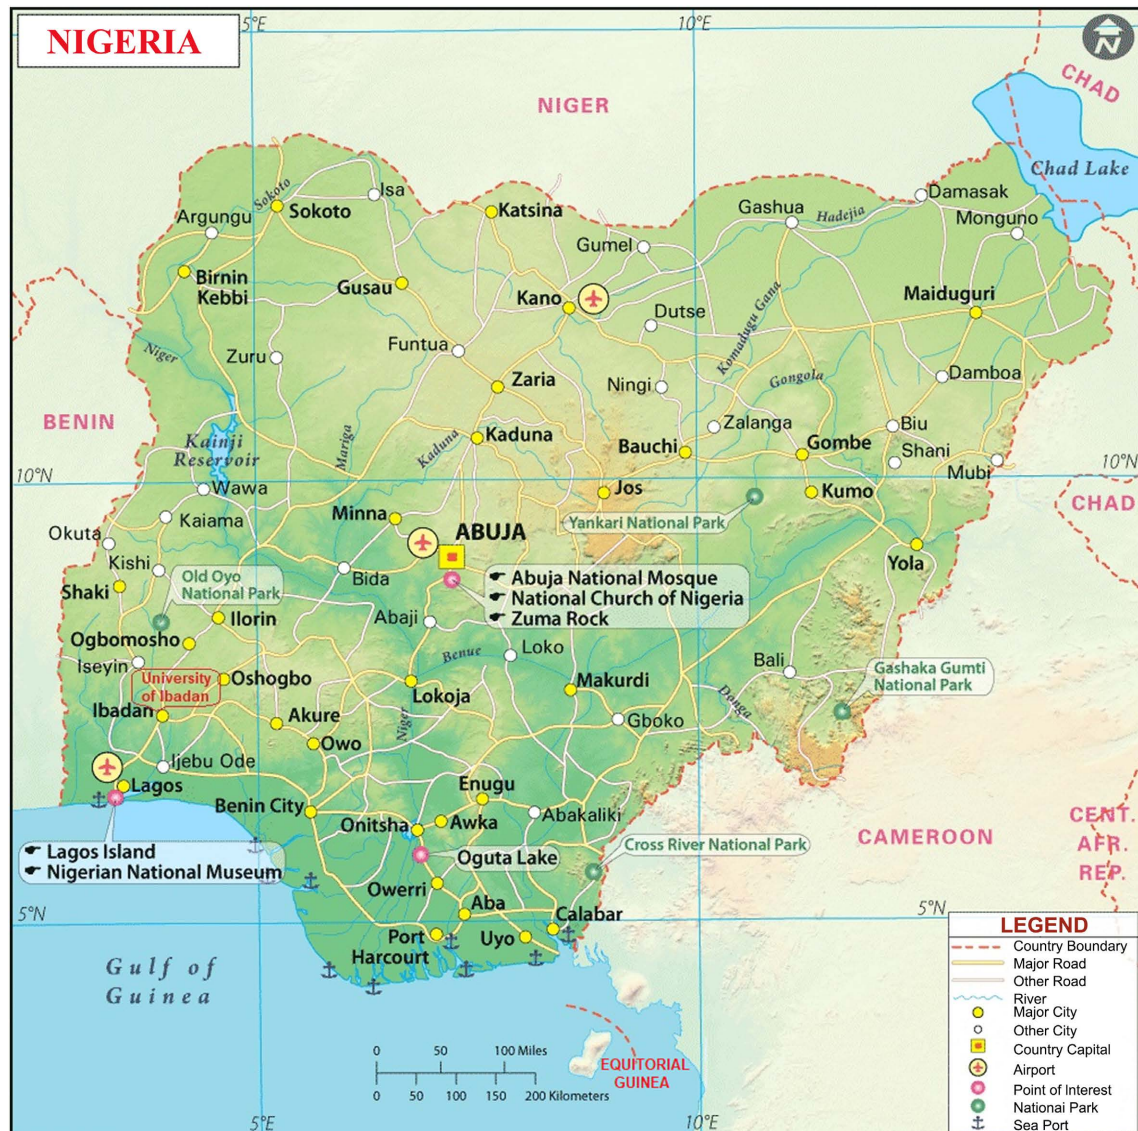 NIGERIA
5°E
10°E
N
CHAD
NIGER
Chad Lake
Isa
Sokoto
Sokoto
Katsina
Damasak
Gashua
Hadejia
Monguno
Argungu
Gumel
Birnin
Kebbi
Gusau
Kano
Maiduguri
Dutse
Komadugu Gana
Niger
Zuru
Funtua
Zaria
Ningi
Gongola
Damboa
BENIN
Kainji
Reservoir
Mariga
Kaduna
Kaduna
Zalanga
Biu
Bauchi
Gombe
Shani
Mubi
10°N
10°N
Wawa
Jos
Kumo
CHAD
Kaiama
Minna
Yankari National Park
Okuta
ABUJA
Kishi
Bida
Yola
Shaki
Old Oyo
National Park
Abuja National Mosque
National Church of Nigeria
Zuma Rock
Ilorin
Abaji
Ogbomosho
Benue
Loko
Iseyin
Bali
Gashaka Gumti
National Park
University
of Ibadan
Oshogbo
Lokoja
Makurdi
Donga
Ibadan
Akure
Niger
Gboko
Owo
Ijebu Ode
Lagos
Enugu
Benin City
Abakaliki
Onitsha
Awka
CAMEROON
CENT.
AFR.
REP.
Lagos Island
Nigerian National Museum
Oguta Lake
Cross River National Park
Owerri
Aba
Calabar
5°N
5°N
Port
Harcourt
Uyo
Gulf of
Guinea
LEGEND
Country Boundary
Major Road
Other Road
River
Major City
Other City
Country Capital
Airport
Point of Interest
Nationai Park
Sea Port
0 50 100 Miles
0 50 100 150 200 Kilometers
EQUITORIAL
GUINEA
5°E
10°E